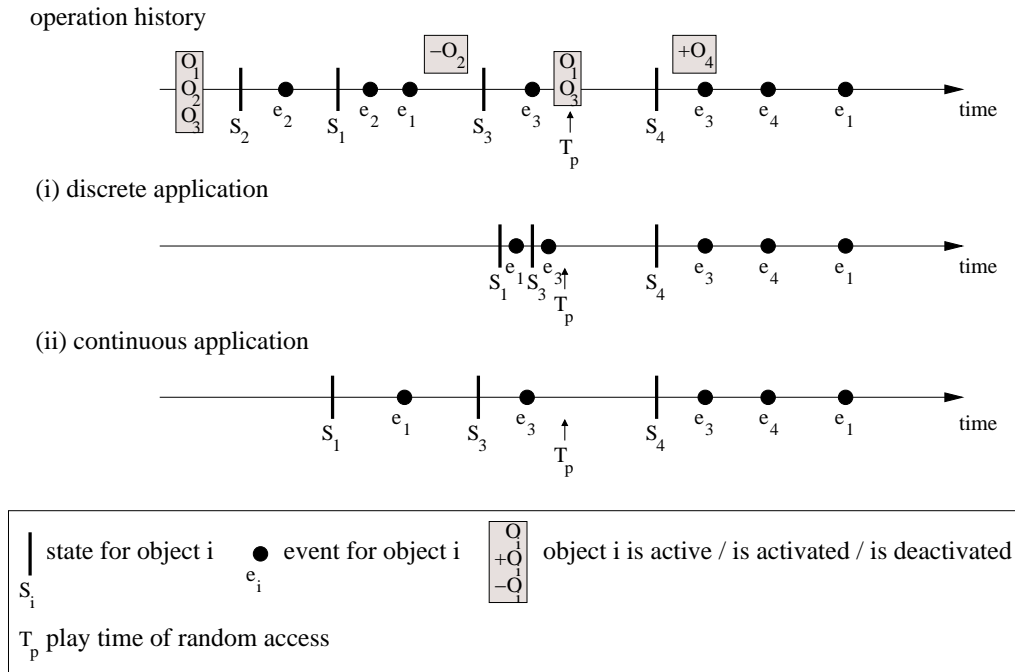 operation history
O1
O2
O3
−O2
O1
O3
+O4
S2 e2 S1 e2 e1 S3 e3 Tp S4 e3 e4 e1 time
(i) discrete application
S1 e1 S3 e3 Tp S4 e3 e4 e1 time
(ii) continuous application
S1 e1 S3 e3 Tp S4 e3 e4 e1 time
Si state for object i
ei event for object i
Oi
+Oi
−Oi
object i is active / is activated / is deactivated
Tp play time of random access